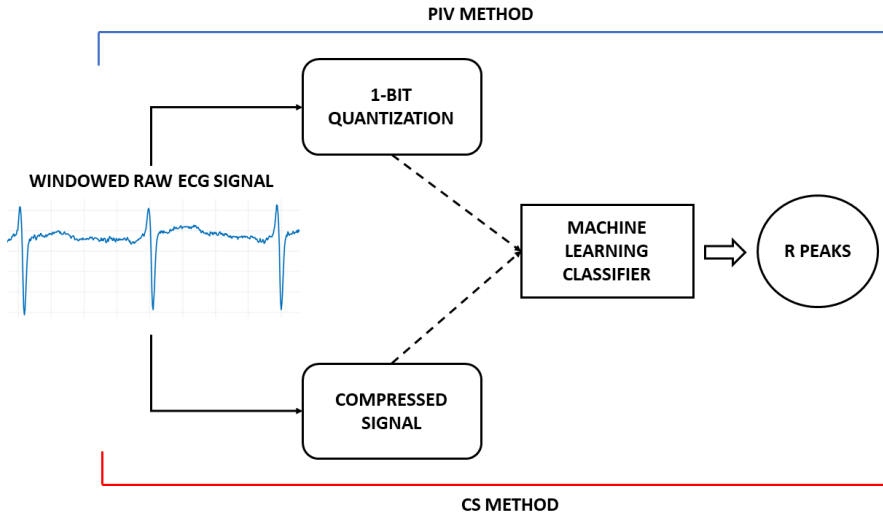 PIV METHOD
1-BIT
QUANTIZATION
WINDOWED RAW ECG SIGNAL
MACHINE
LEARNING
CLASSIFIER
R PEAKS
COMPRESSED
SIGNAL
CS METHOD